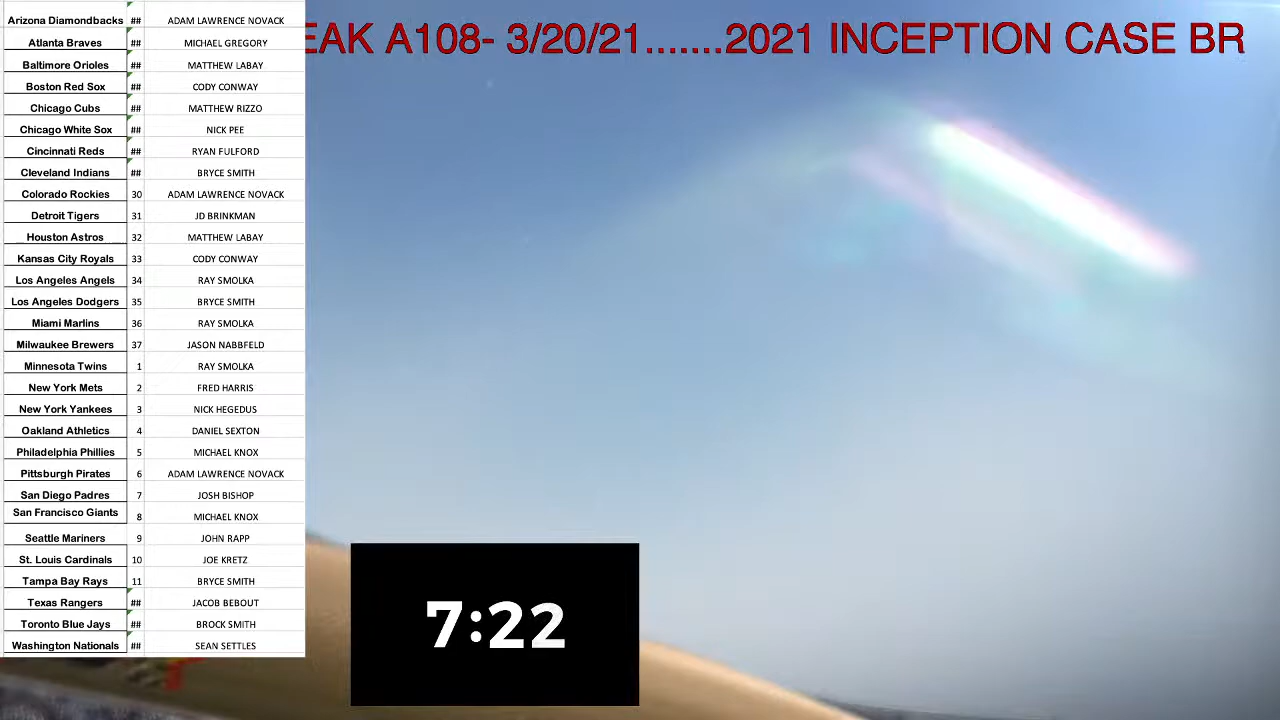 Arizona Diamondbacks ## ADAM LAWRENCE NOVACK
Atlanta Braves ## MICHAEL GREGORY
Baltimore Orioles ## MATTHEW LABAY
Boston Red Sox ## CODY CONWAY
Chicago Cubs ## MATTHEW RIZZO
Chicago White Sox ## NICK PEE
Cincinnati Reds ## RYAN FULFORD
Cleveland Indians ## BRYCE SMITH
Colorado Rockies 30 ADAM LAWRENCE NOVACK
Detroit Tigers 31 JD BRINKMAN
Houston Astros 32 MATTHEW LABAY
Kansas City Royals 33 CODY CONWAY
Los Angeles Angels 34 RAY SMOLKA
Los Angeles Dodgers 35 BRYCE SMITH
Miami Marlins 36 RAY SMOLKA
Milwaukee Brewers 37 JASON NABBFELD
Minnesota Twins 1 RAY SMOLKA
New York Mets 2 FRED HARRIS
New York Yankees 3 NICK HEGEDUS
Oakland Athletics 4 DANIEL SEXTON
Philadelphia Phillies 5 MICHAEL KNOX
Pittsburgh Pirates 6 ADAM LAWRENCE NOVACK
San Diego Padres 7 JOSH BISHOP
San Francisco Giants 8 MICHAEL KNOX
Seattle Mariners 9 JOHN RAPP
St. Louis Cardinals 10 JOE KRETZ
Tampa Bay Rays 11 BRYCE SMITH
Texas Rangers ## JACOB BEBOUT
Toronto Blue Jays ## BROCK SMITH
Washington Nationals ## SEAN SETTLES
EAK A108- 3/20/21.......2021 INCEPTION CASE BR
7:22